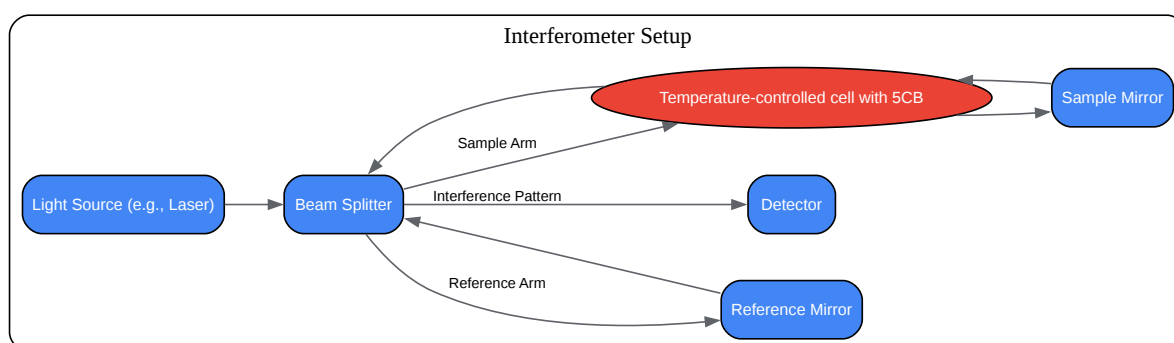 Interferometer Setup
Temperature-controlled cell with 5CB
Sample Mirror
Sample Arm
Light Source (e.g., Laser)
Beam Splitter
Interference Pattern
Detector
Reference Arm
Reference Mirror